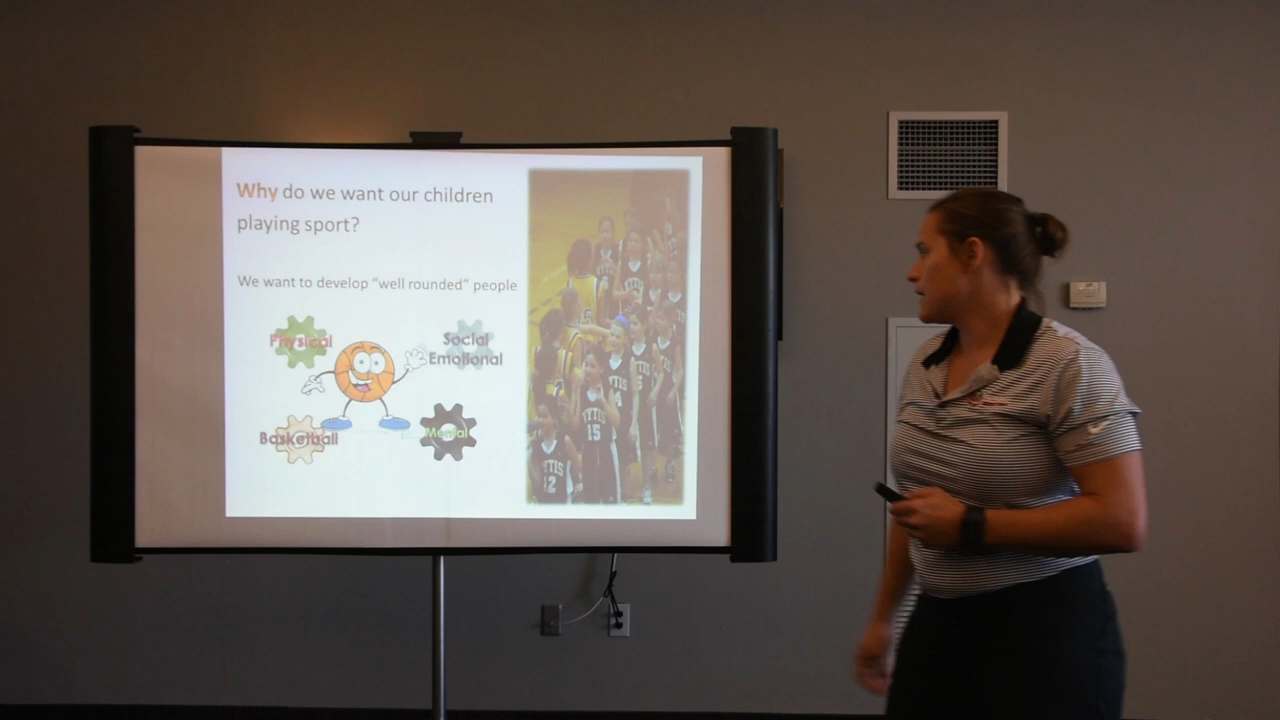 Why do we want our children
playing sport?
We want to develop “well rounded” people
Physical
Social
Emotional
Basketball
Mental
15
12